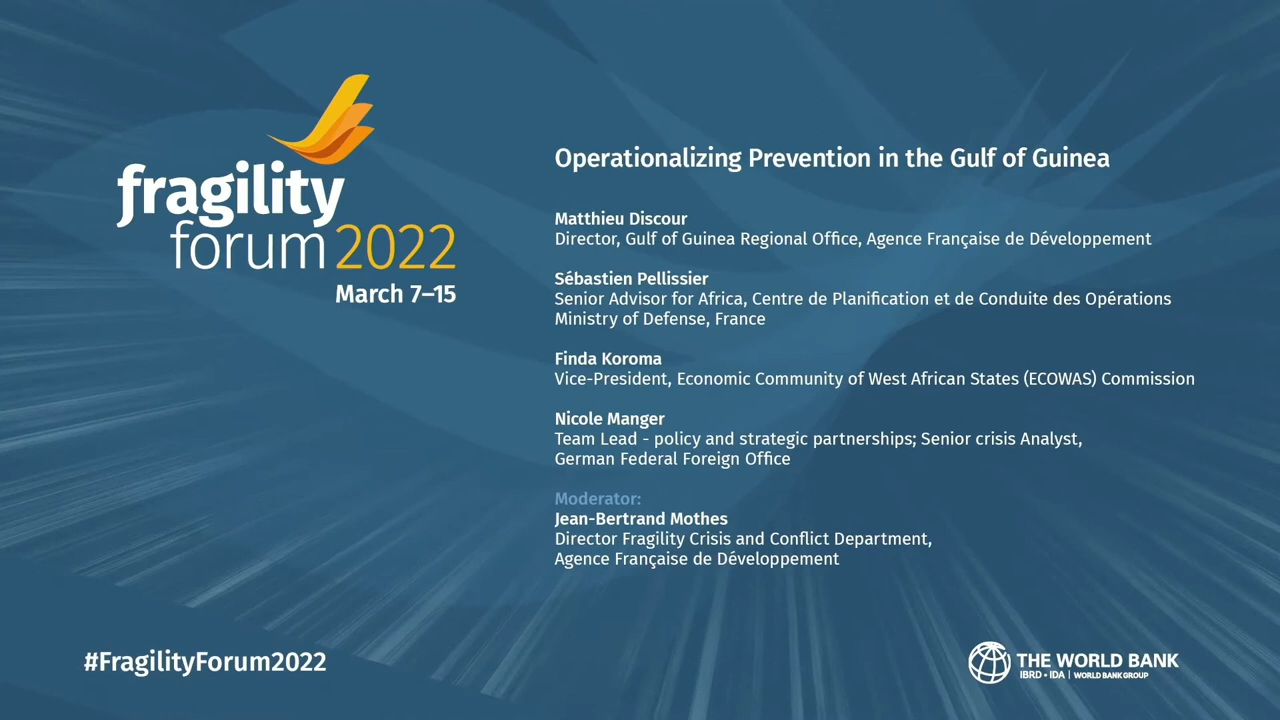 fragility
forum 2022
March 7–15
Operationalizing Prevention in the Gulf of Guinea
Matthieu Discour
Director, Gulf of Guinea Regional Office, Agence Française de Développement
Sébastien Pellissier
Senior Advisor for Africa, Centre de Planification et de Conduite des Opérations
Ministry of Defense, France
Finda Koroma
Vice-President, Economic Community of West African States (ECOWAS) Commission
Nicole Manger
Team Lead - policy and strategic partnerships; Senior crisis Analyst,
German Federal Foreign Office
Moderator:
Jean-Bertrand Mothes
Director Fragility Crisis and Conflict Department,
Agence Française de Développement
#FragilityForum2022
THE WORLD BANK
IBRD • IDA | WORLD BANK GROUP